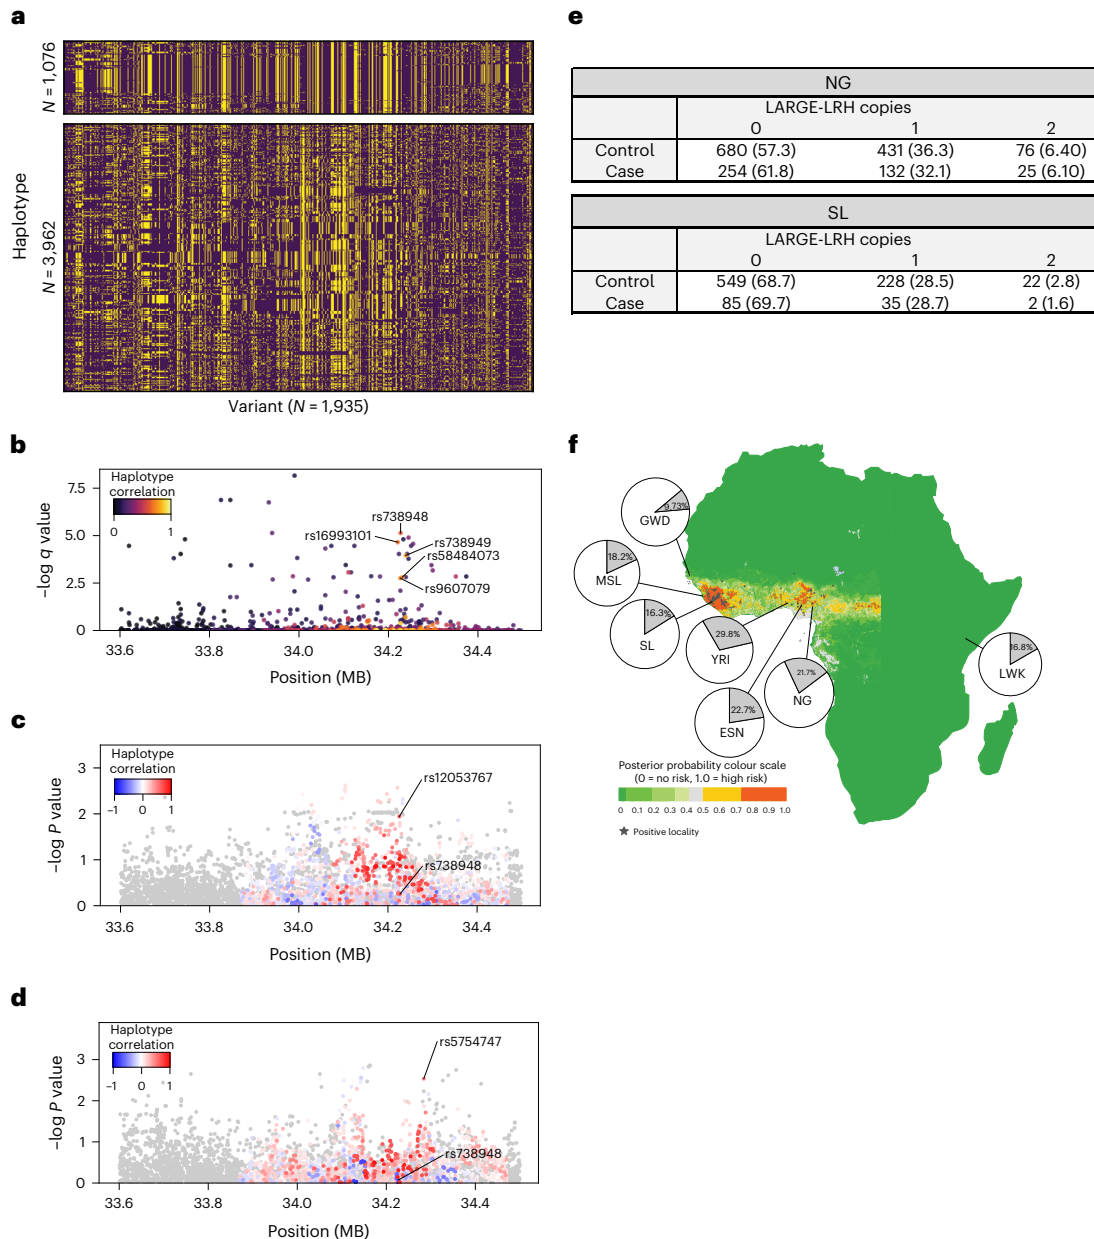 a
N = 1,076
Haplotype
N = 3,962
Variant (N = 1,935)
b
Haplotype
correlation
0 1
−log q value
7.5
5.0
2.5
0
rs738948
rs16993101
rs738949
rs58484073
rs9607079
33.6 33.8 34.0 34.2 34.4
Position (MB)
c
Haplotype
correlation
−1 0 1
−log P value
3
2
1
0
rs12053767
rs738948
33.6 33.8 34.0 34.2 34.4
Position (MB)
d
Haplotype
correlation
−1 0 1
−log P value
3
2
1
0
rs5754747
rs738948
33.6 33.8 34.0 34.2 34.4
Position (MB)
e
NG
LARGE-LRH copies
0 1 2
Control 680 (57.3) 431 (36.3) 76 (6.40)
Case 254 (61.8) 132 (32.1) 25 (6.10)
SL
LARGE-LRH copies
0 1 2
Control 549 (68.7) 228 (28.5) 22 (2.8)
Case 85 (69.7) 35 (28.7) 2 (1.6)
f
9.73%
GWD
18.2%
MSL
16.3%
SL
29.8%
YRI
22.7%
ESN
21.7%
NG
16.8%
LWK
Posterior probability colour scale
(0 = no risk, 1.0 = high risk)
0 0.1 0.2 0.3 0.4 0.5 0.6 0.7 0.8 0.9 1.0
Positive locality